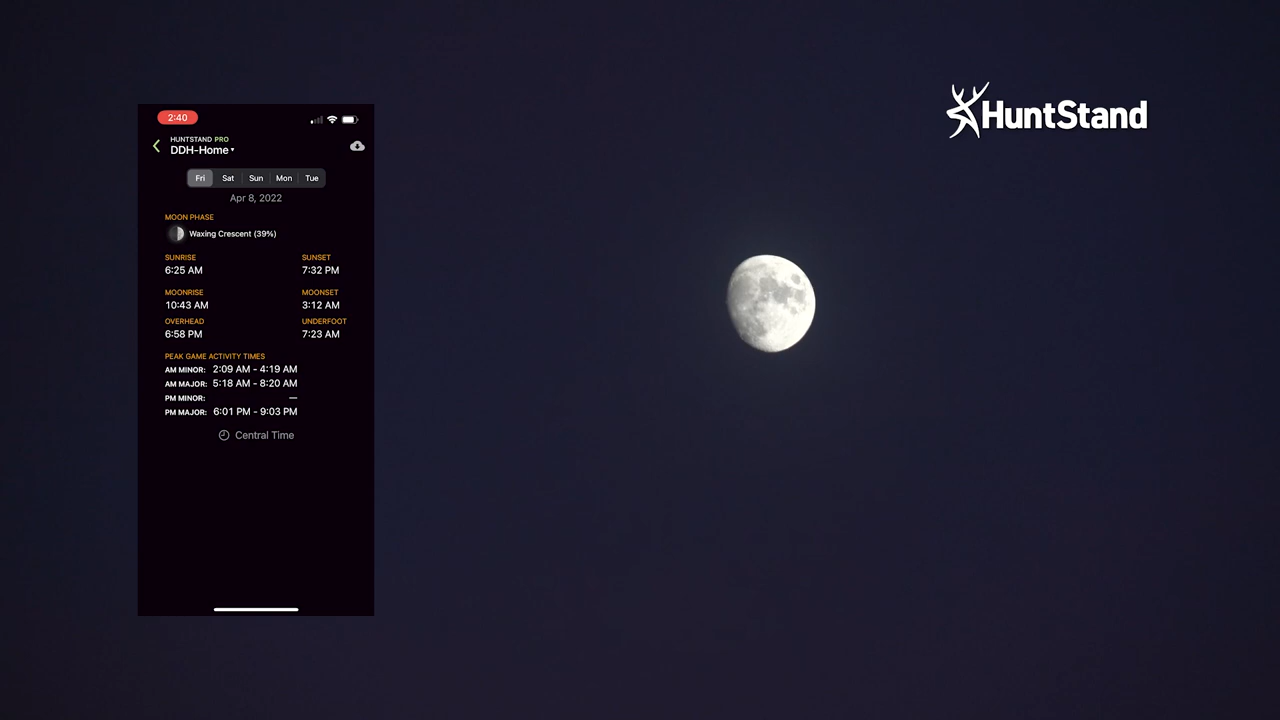 2:40
HUNTSTAND PRO
DDH-Home
Fri Sat Sun Mon Tue
Apr 8, 2022
MOON PHASE
Waxing Crescent (39%)
SUNRISE SUNSET
6:25 AM 7:32 PM
MOONRISE MOONSET
10:43 AM 3:12 AM
OVERHEAD UNDERFOOT
6:58 PM 7:23 AM
PEAK GAME ACTIVITY TIMES
AM MINOR: 2:09 AM - 4:19 AM
AM MAJOR: 5:18 AM - 8:20 AM
PM MINOR: —
PM MAJOR: 6:01 PM - 9:03 PM
Central Time
HuntStand